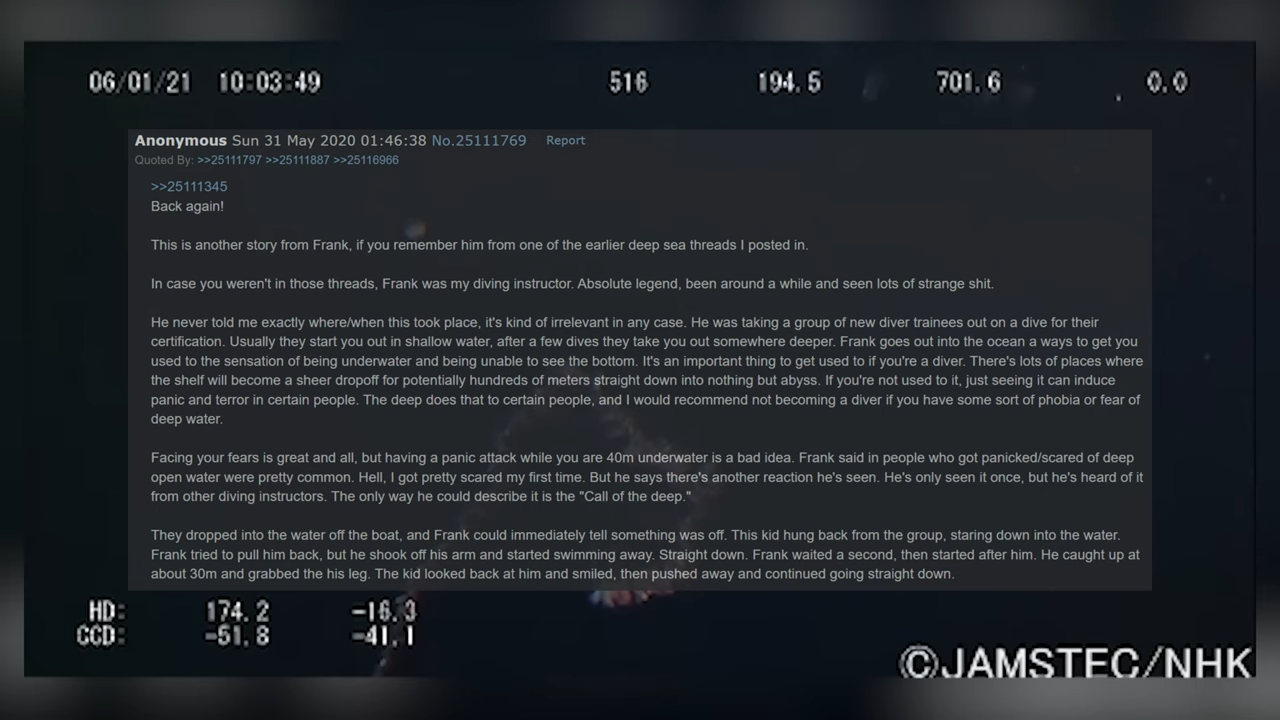 06/01/21 10:03:49 516 194.5 701.6 0.0
Anonymous Sun 31 May 2020 01:46:38 No.25111769 Report
Quoted By: >>25111797 >>25111887 >>25116966
>>25111345
Back again!
This is another story from Frank, if you remember him from one of the earlier deep sea threads I posted in.
In case you weren't in those threads, Frank was my diving instructor. Absolute legend, been around a while and seen lots of strange shit.
He never told me exactly where/when this took place, it's kind of irrelevant in any case. He was taking a group of new diver trainees out on a dive for their
certification. Usually they start you out in shallow water, after a few dives they take you out somewhere deeper. Frank goes out into the ocean a ways to get you
used to the sensation of being underwater and being unable to see the bottom. It's an important thing to get used to if you're a diver. There's lots of places where
the shelf will become a sheer dropoff for potentially hundreds of meters straight down into nothing but abyss. If you're not used to it, just seeing it can induce
panic and terror in certain people. The deep does that to certain people, and I would recommend not becoming a diver if you have some sort of phobia or fear of
deep water.
Facing your fears is great and all, but having a panic attack while you are 40m underwater is a bad idea. Frank said in people who got panicked/scared of deep
open water were pretty common. Hell, I got pretty scared my first time. But he says there's another reaction he's seen. He's only seen it once, but he's heard of it
from other diving instructors. The only way he could describe it is the "Call of the deep."
They dropped into the water off the boat, and Frank could immediately tell something was off. This kid hung back from the group, staring down into the water.
Frank tried to pull him back, but he shook off his arm and started swimming away. Straight down. Frank waited a second, then started after him. He caught up at
about 30m and grabbed the his leg. The kid looked back at him and smiled, then pushed away and continued going straight down.
HD: 174.2 -16.3
CCD: -51.8 -41.1
©JAMSTEC/NHK